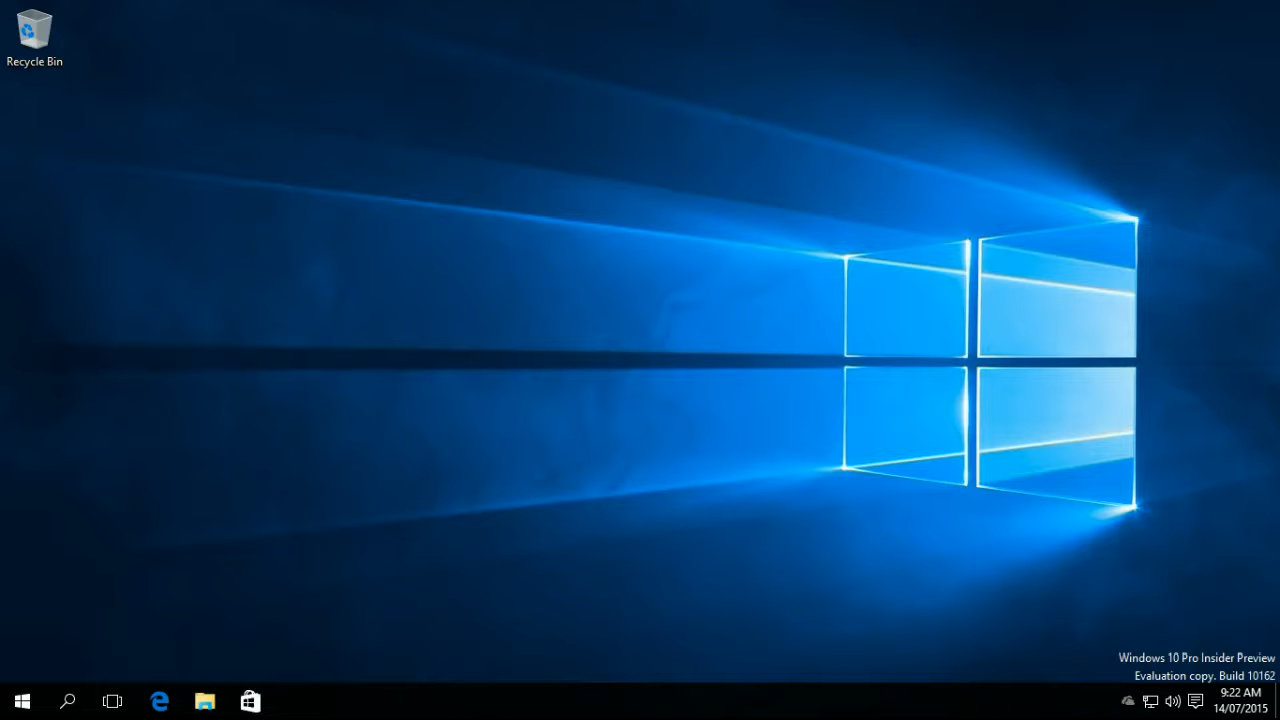 Recycle Bin
Windows 10 Pro Insider Preview
Evaluation copy. Build 10162
9:22 AM
14/07/2015